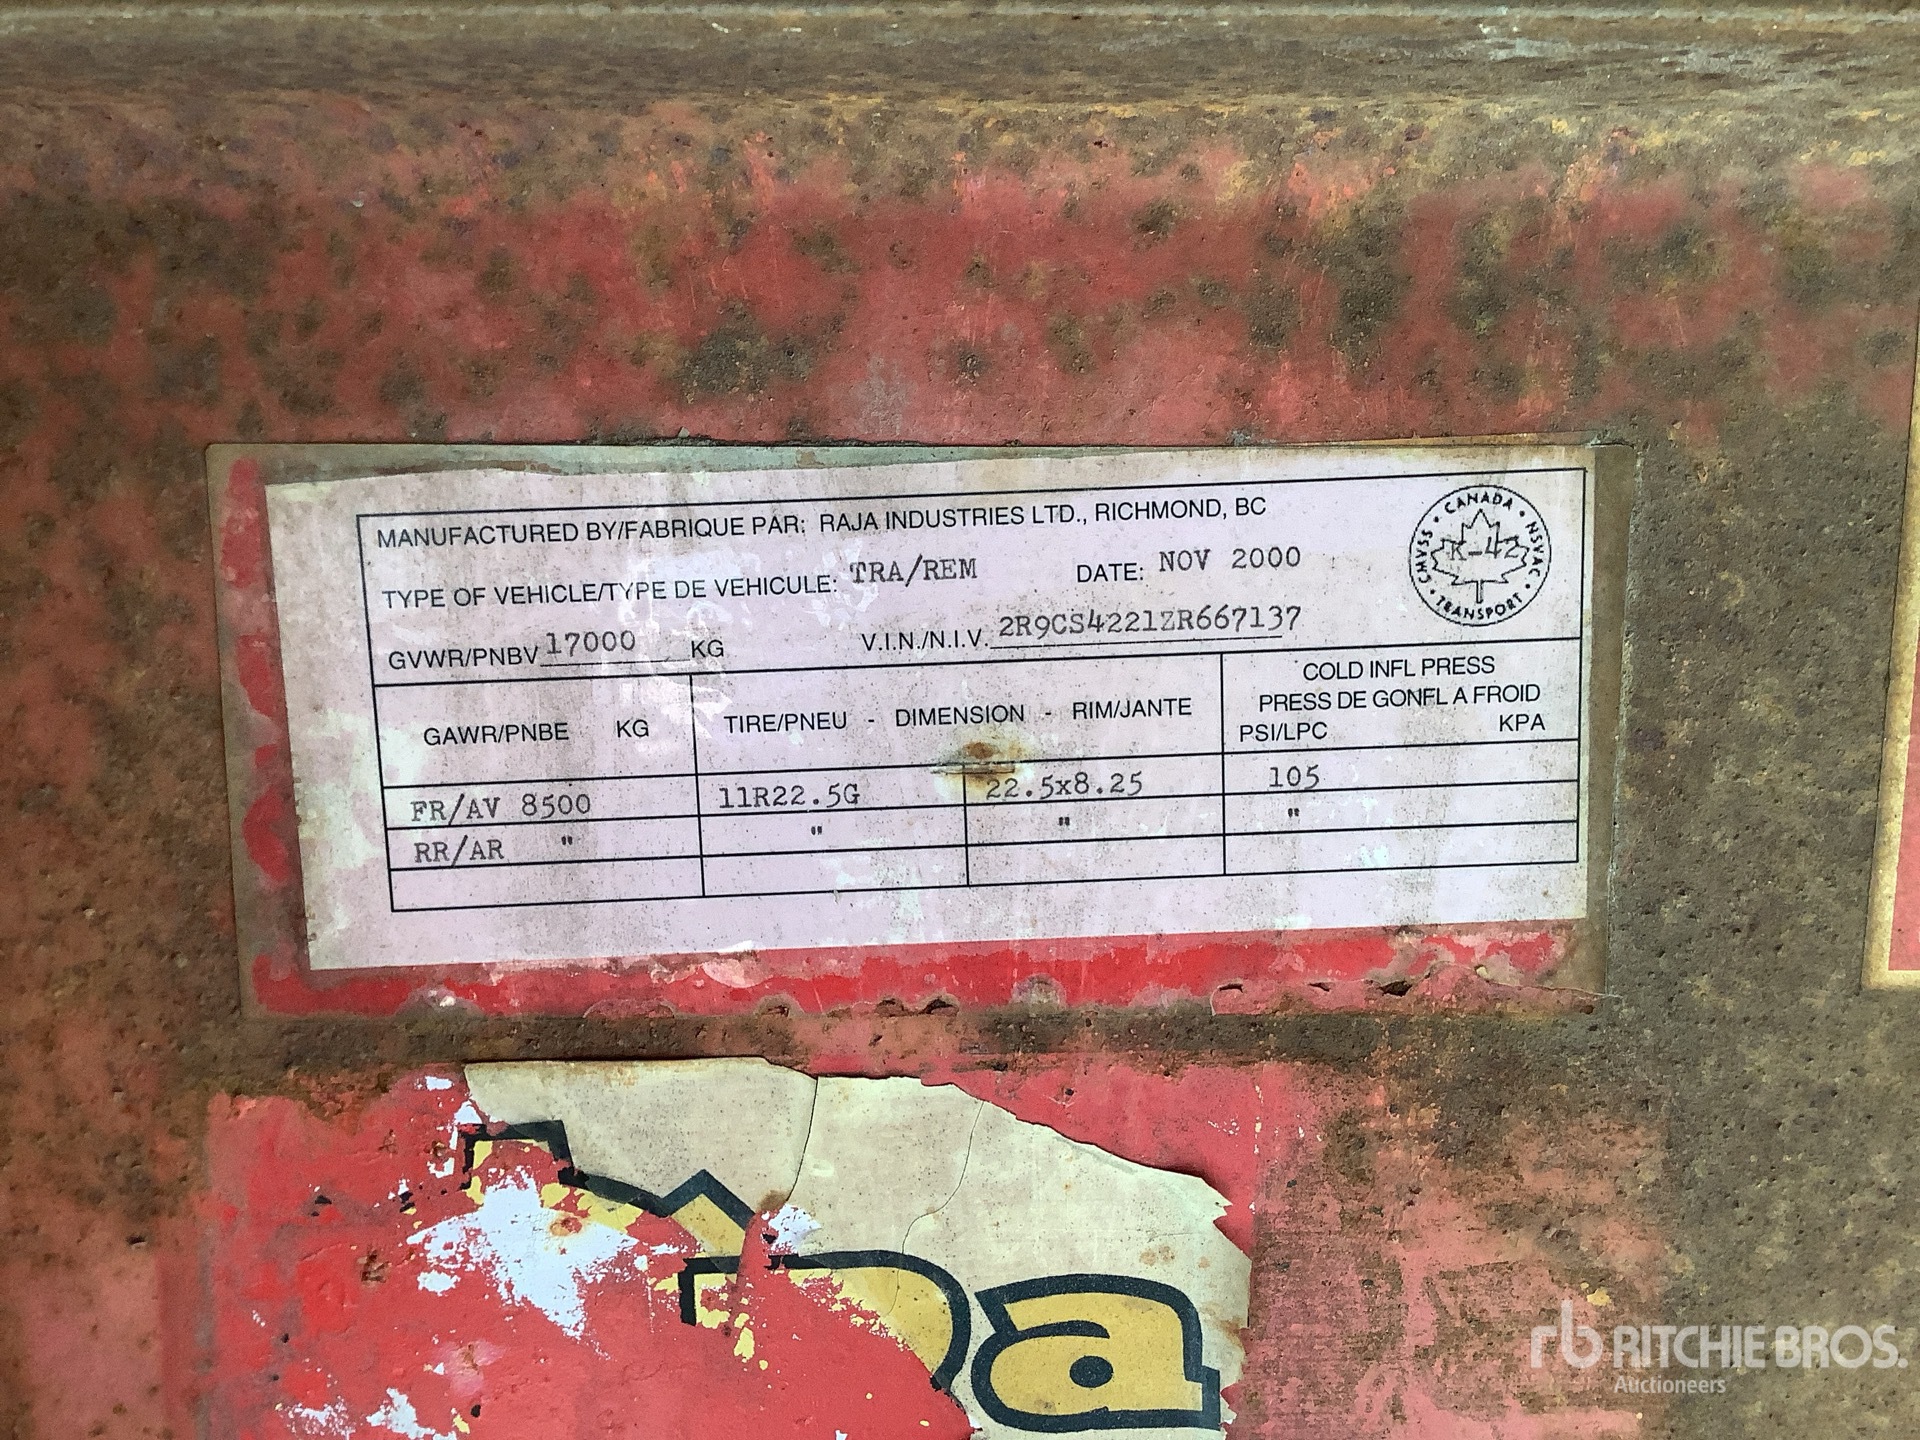 MANUFACTURED BY/FABRIQUE PAR: RAJA INDUSTRIES LTD., RICHMOND, BC
TYPE OF VEHICLE/TYPE DE VEHICULE: TRA/REM DATE: NOV 2000
GVWR/PNBV 17000 KG V.I.N./N.I.V. 2R9CS4221ZR667137
CANADA · NSVAC · TRANSPORT · CMVSS ·
K-42
GAWR/PNBE KG TIRE/PNEU - DIMENSION - RIM/JANTE
COLD INFL PRESS
PRESS DE GONFL A FROID
PSI/LPC KPA
FR/AV 8500 11R22.5G 22.5x8.25 105
RR/AR " " " "
a
rb RITCHIE BROS.
Auctioneers